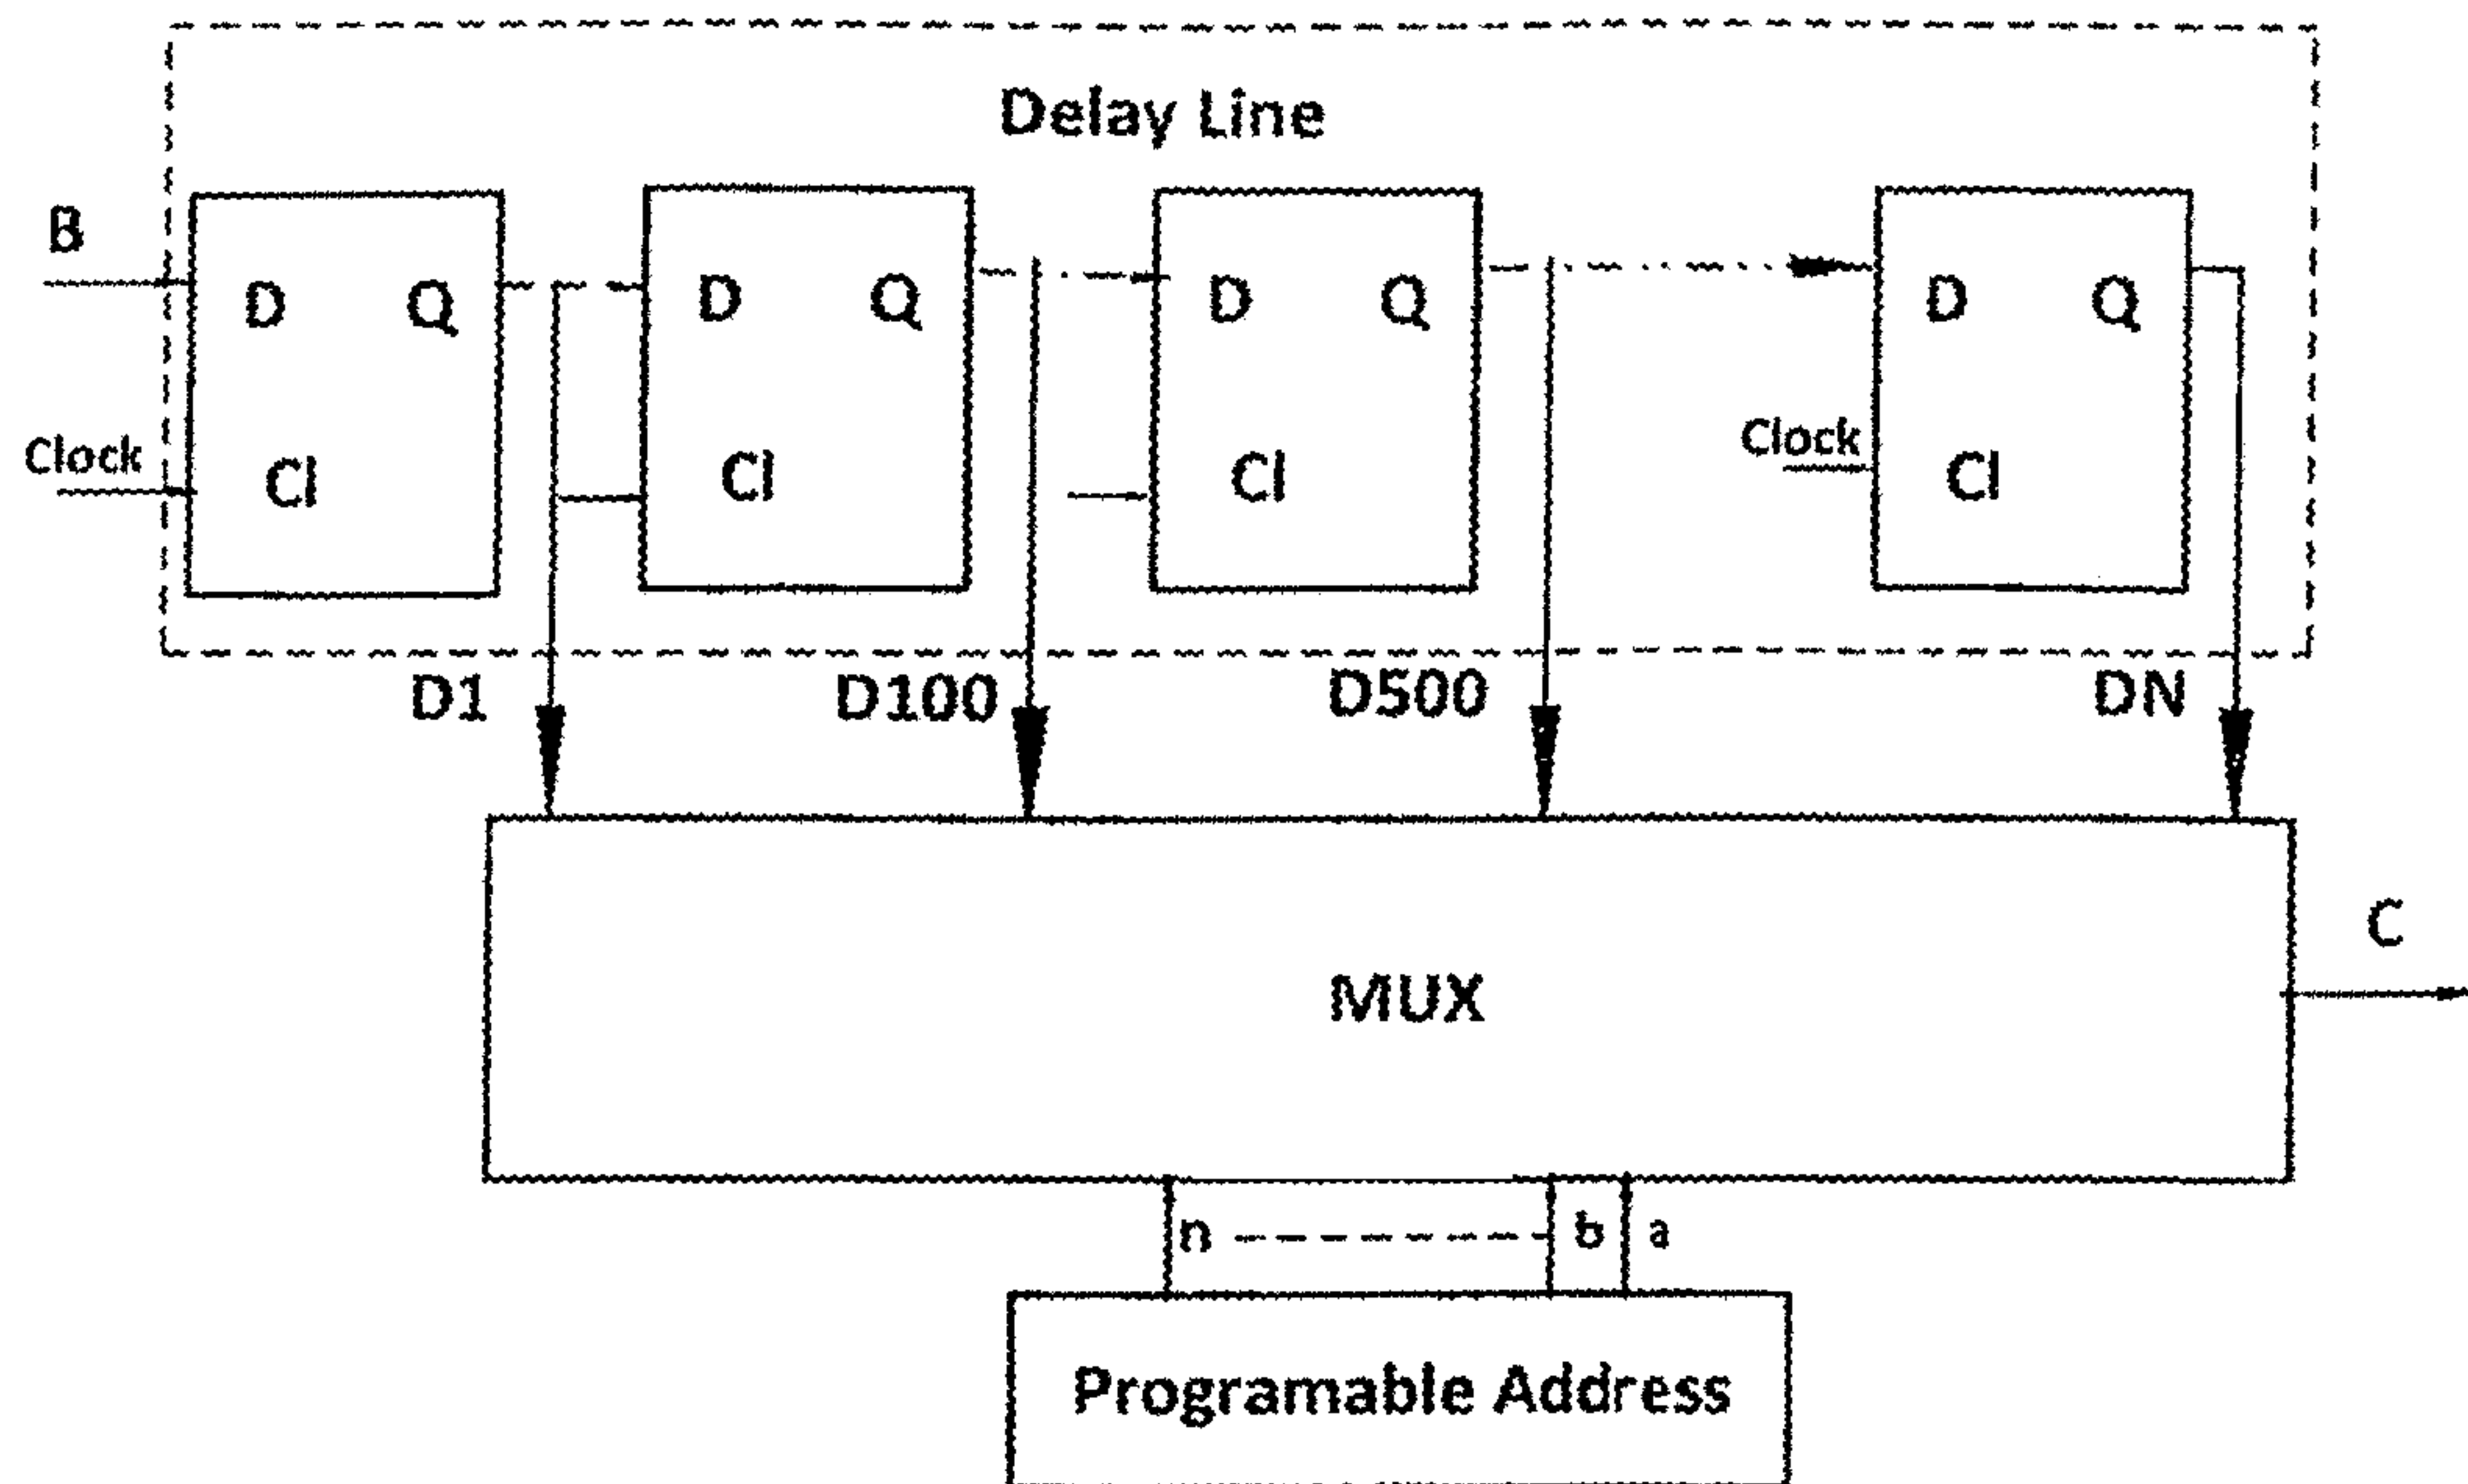 Delay Line
B
D Q
D Q
D Q
D Q
Clock
Cl
Cl
Cl
Clock
Cl
D1
D100
D500
DN
MUX
C
n
b
a
Programable Address